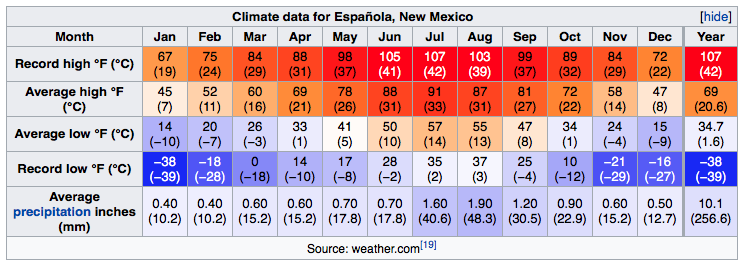 Climate data for Española, New Mexico [hide]
Month Jan Feb Mar Apr May Jun Jul Aug Sep Oct Nov Dec Year
Record high °F (°C) 67 (19) 75 (24) 84 (29) 88 (31) 98 (37) 105 (41) 107 (42) 103 (39) 99 (37) 89 (32) 84 (29) 72 (22) 107 (42)
Average high °F (°C) 45 (7) 52 (11) 60 (16) 69 (21) 78 (26) 88 (31) 91 (33) 87 (31) 81 (27) 72 (22) 58 (14) 47 (8) 69 (20.6)
Average low °F (°C) 14 (−10) 20 (−7) 26 (−3) 33 (1) 41 (5) 50 (10) 57 (14) 55 (13) 47 (8) 34 (1) 24 (−4) 15 (−9) 34.7 (1.6)
Record low °F (°C) −38 (−39) −18 (−28) 0 (−18) 14 (−10) 17 (−8) 28 (−2) 35 (2) 37 (3) 25 (−4) 10 (−12) −21 (−29) −16 (−27) −38 (−39)
Average precipitation inches (mm) 0.40 (10.2) 0.40 (10.2) 0.60 (15.2) 0.60 (15.2) 0.70 (17.8) 0.70 (17.8) 1.60 (40.6) 1.90 (48.3) 1.20 (30.5) 0.90 (22.9) 0.60 (15.2) 0.50 (12.7) 10.1 (256.6)
Source: weather.com[19]